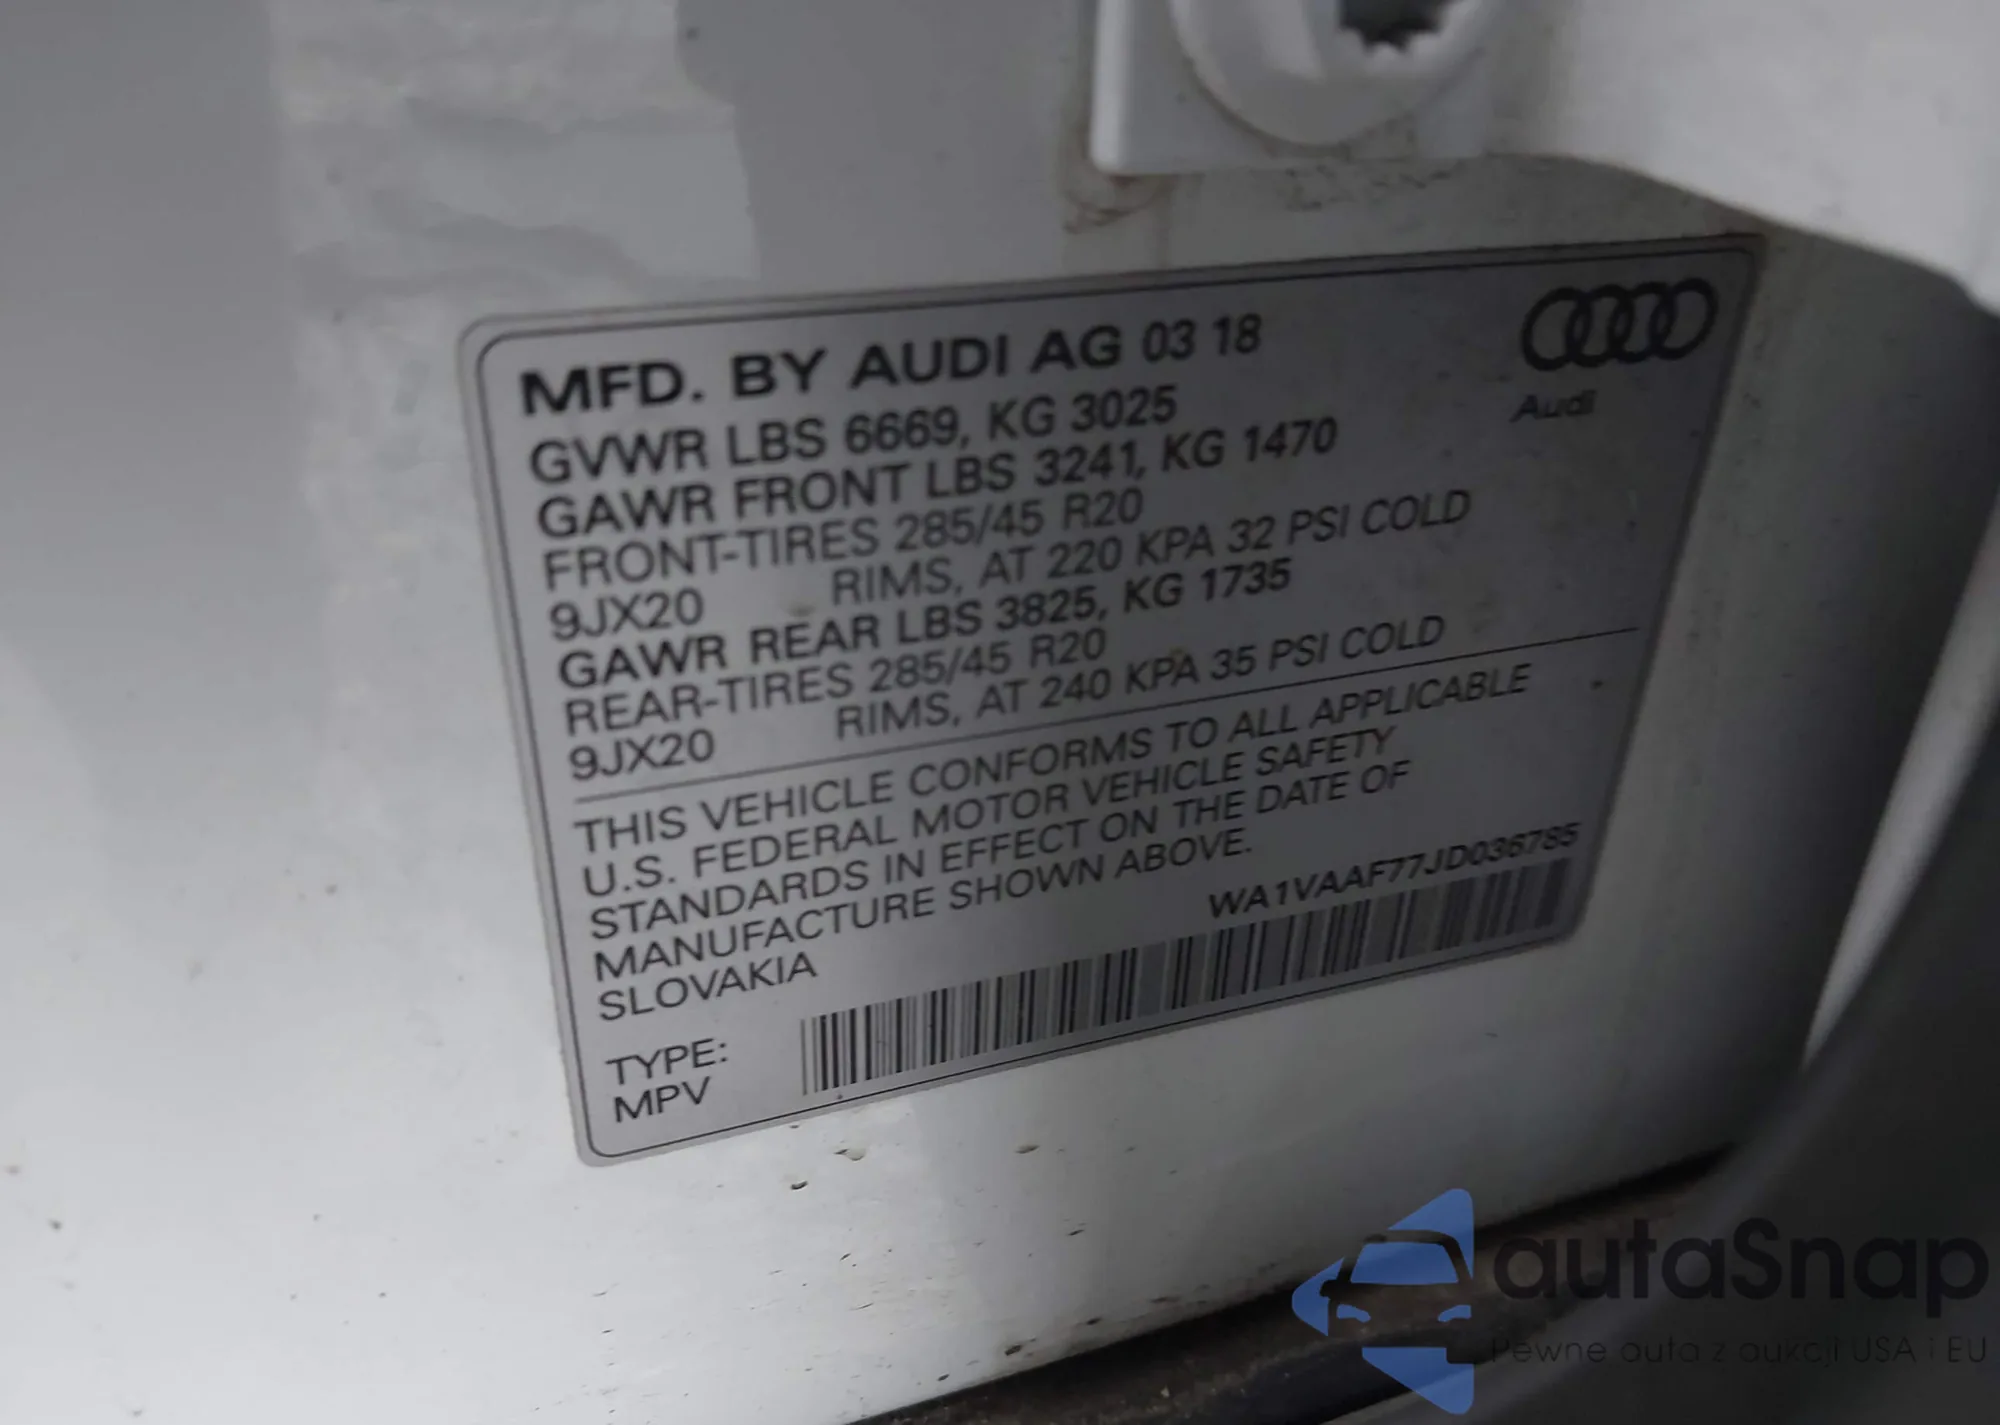 MFD. BY AUDI AG 03 18
Audi
GVWR LBS 6669, KG 3025
GAWR FRONT LBS 3241, KG 1470
FRONT-TIRES 285/45 R20
9JX20 RIMS, AT 220 KPA 32 PSI COLD
GAWR REAR LBS 3825, KG 1735
REAR-TIRES 285/45 R20
9JX20 RIMS, AT 240 KPA 35 PSI COLD
THIS VEHICLE CONFORMS TO ALL APPLICABLE
U.S. FEDERAL MOTOR VEHICLE SAFETY
STANDARDS IN EFFECT ON THE DATE OF
MANUFACTURE SHOWN ABOVE.
SLOVAKIA
WA1VAAF77JD036785
TYPE:
MPV
autaSnap
Pewne auta z aukcji USA i EU